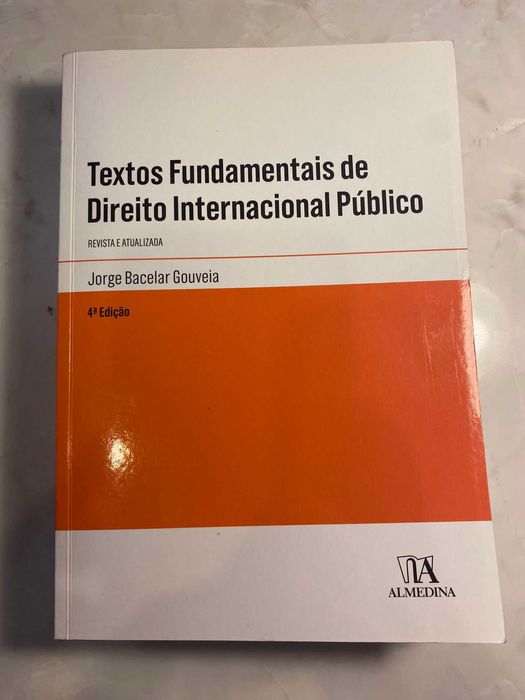 Textos Fundamentais de
Direito Internacional Público
REVISTA E ATUALIZADA
Jorge Bacelar Gouveia
4ª Edição
ALMEDINA